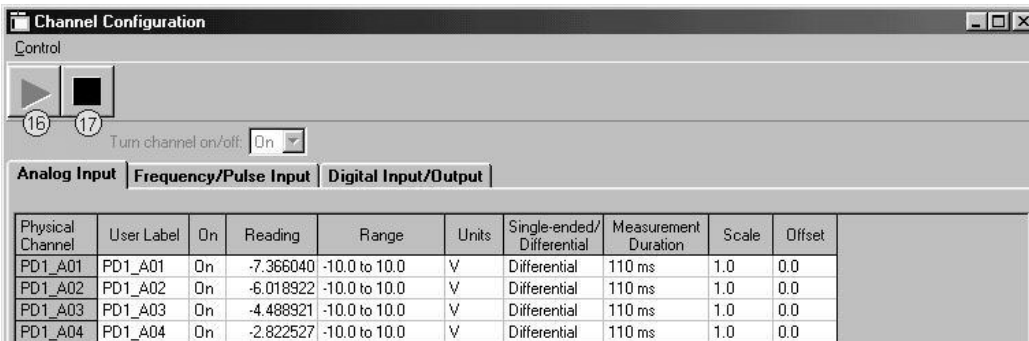 Channel Configuration
Control
16 17
Turn channel on/off: On
Analog Input Frequency/Pulse Input Digital Input/Output
Physical Channel User Label On Reading Range Units Single-ended/Differential Measurement Duration Scale Offset
PD1_A01 PD1_A01 On -7.366040 -10.0 to 10.0 V Differential 110 ms 1.0 0.0
PD1_A02 PD1_A02 On -6.018922 -10.0 to 10.0 V Differential 110 ms 1.0 0.0
PD1_A03 PD1_A03 On -4.488921 -10.0 to 10.0 V Differential 110 ms 1.0 0.0
PD1_A04 PD1_A04 On -2.822527 -10.0 to 10.0 V Differential 110 ms 1.0 0.0